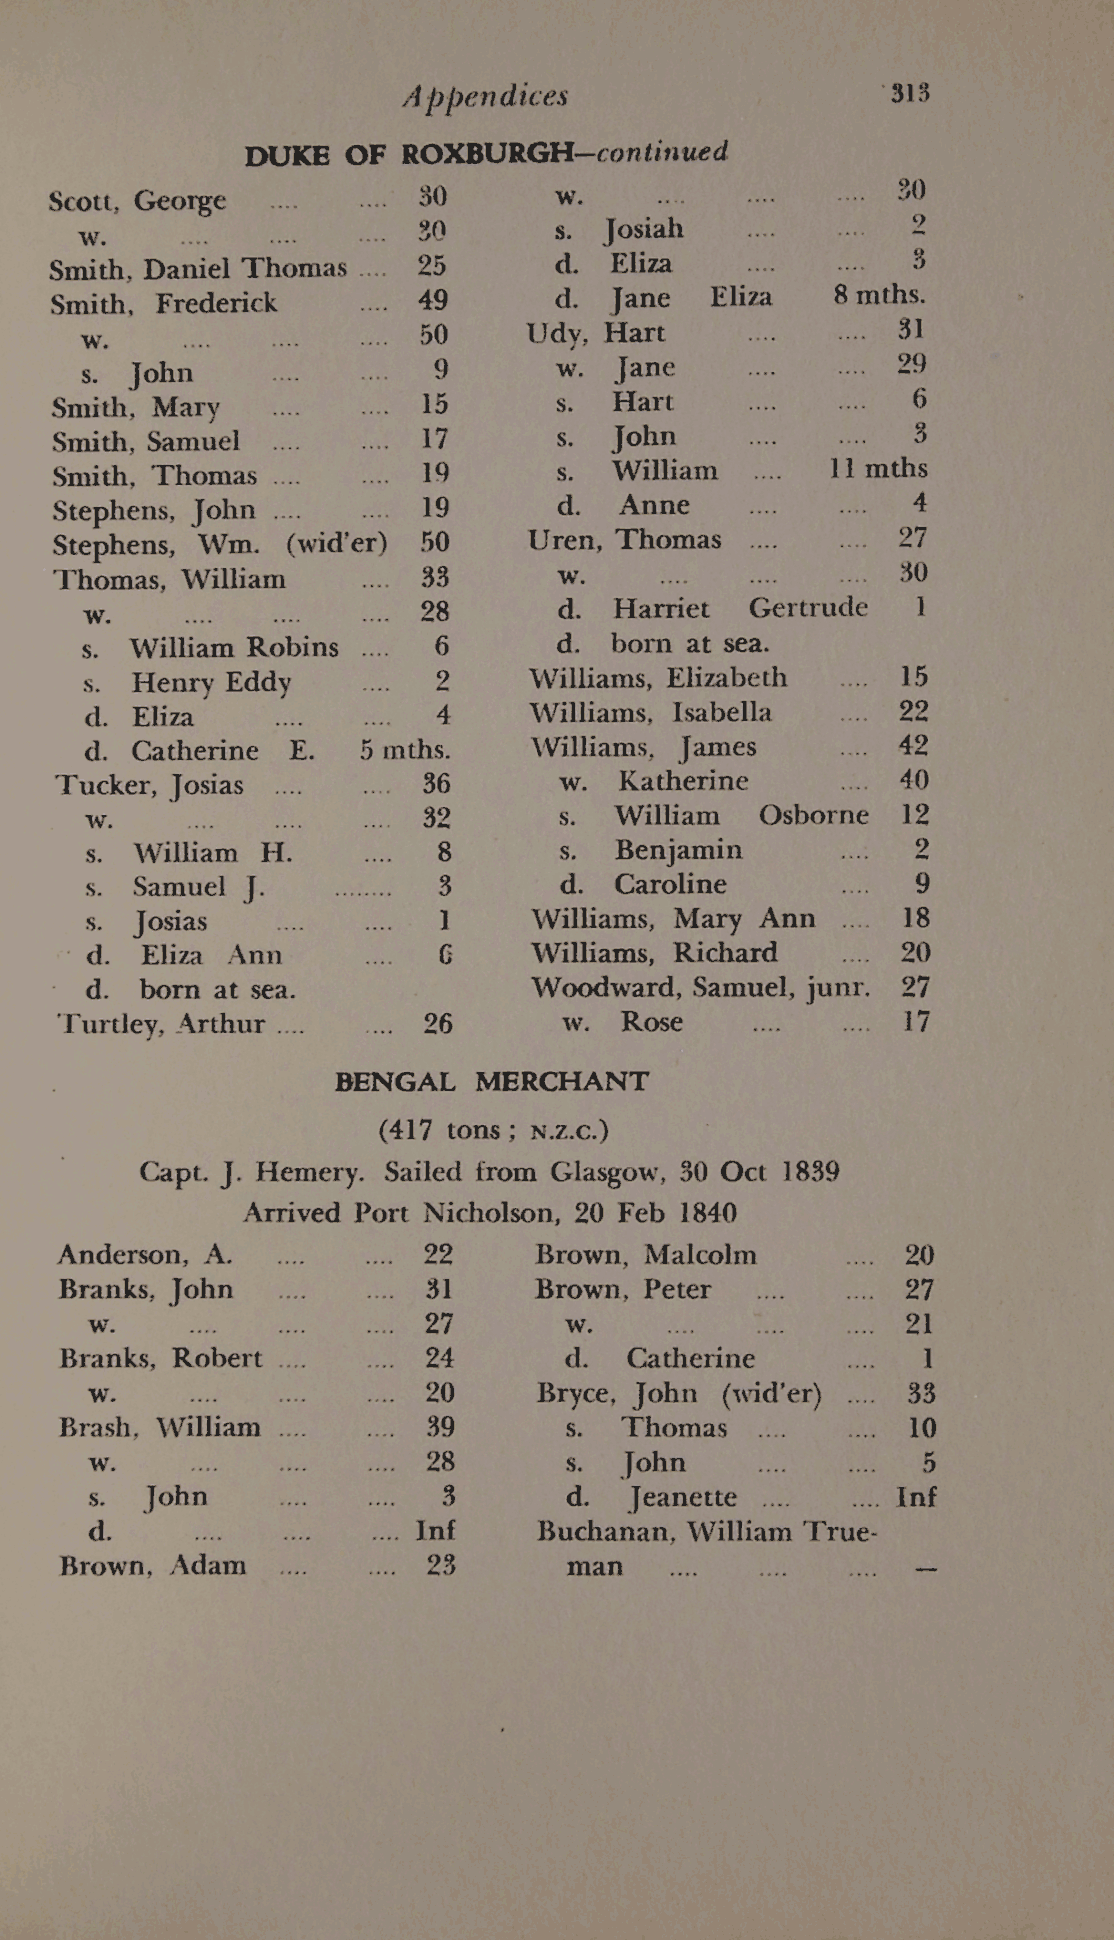 Appendices 313
DUKE OF ROXBURGH—continued
Scott, George .... .... 30
w. .... .... .... 30
Smith, Daniel Thomas .... 25
Smith, Frederick .... 49
w. .... .... .... 50
s. John .... .... 9
Smith, Mary .... .... 15
Smith, Samuel .... .... 17
Smith, Thomas .... .... 19
Stephens, John .... .... 19
Stephens, Wm. (wid'er) 50
Thomas, William .... 33
w. .... .... .... 28
s. William Robins .... 6
s. Henry Eddy .... 2
d. Eliza .... .... 4
d. Catherine E. 5 mths.
Tucker, Josias .... .... 36
w. .... .... .... 32
s. William H. .... 8
s. Samuel J. ........ 3
s. Josias .... .... 1
d. Eliza Ann .... 6
d. born at sea.
Turtley, Arthur .... .... 26
w. .... .... .... 30
s. Josiah .... .... 2
d. Eliza .... .... 3
d. Jane Eliza 8 mths.
Udy, Hart .... .... 31
w. Jane .... .... 29
s. Hart .... .... 6
s. John .... .... 3
s. William .... 11 mths
d. Anne .... .... 4
Uren, Thomas .... .... 27
w. .... .... .... 30
d. Harriet Gertrude 1
d. born at sea.
Williams, Elizabeth .... 15
Williams, Isabella .... 22
Williams, James .... 42
w. Katherine .... 40
s. William Osborne 12
s. Benjamin .... 2
d. Caroline .... 9
Williams, Mary Ann .... 18
Williams, Richard .... 20
Woodward, Samuel, junr. 27
w. Rose .... .... 17
BENGAL MERCHANT
(417 tons; N.Z.C.)
Capt. J. Hemery. Sailed from Glasgow, 30 Oct 1839
Arrived Port Nicholson, 20 Feb 1840
Anderson, A. .... .... 22
Branks, John .... .... 31
w. .... .... .... 27
Branks, Robert .... .... 24
w. .... .... .... 20
Brash, William .... .... 39
w. .... .... .... 28
s. John .... .... 3
d. .... .... .... Inf
Brown, Adam .... .... 23
Brown, Malcolm .... 20
Brown, Peter .... .... 27
w. .... .... .... 21
d. Catherine .... 1
Bryce, John (wid'er) .... 33
s. Thomas .... .... 10
s. John .... .... 5
d. Jeanette .... .... Inf
Buchanan, William True-
man .... .... .... —